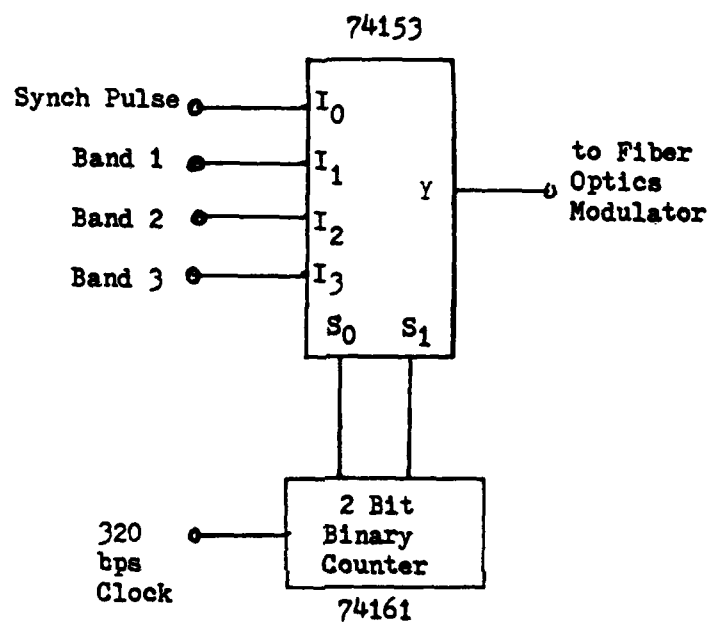 74153
Synch Pulse
I0
Band 1
I1
Band 2
I2
Band 3
I3
Y
to Fiber
Optics
Modulator
S0 S1
2 Bit
Binary
Counter
320
bps
Clock
74161